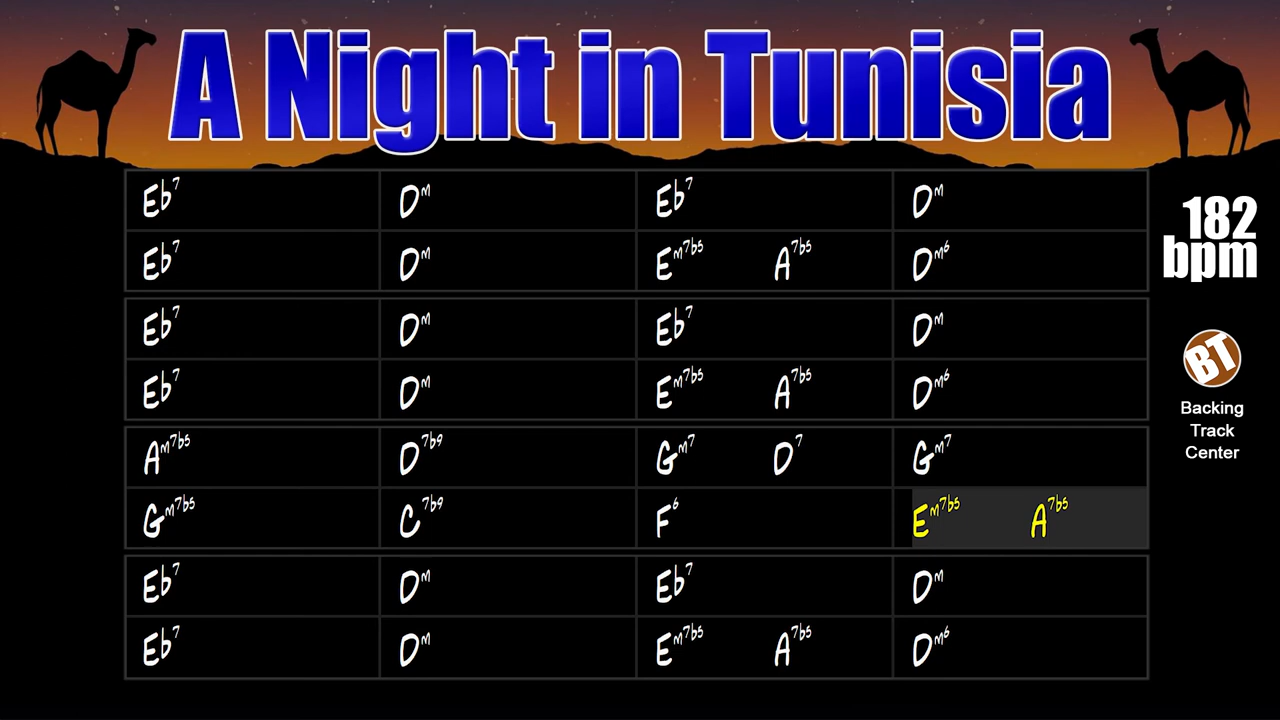 A Night in Tunisia
Eb7 Dm Eb7 Dm
Eb7 Dm Em7b5 A7b5 Dm6
Eb7 Dm Eb7 Dm
Eb7 Dm Em7b5 A7b5 Dm6
Am7b5 D7b9 Gm7 D7 Gm7
Gm7b5 C7b9 F6 Em7b5 A7b5
Eb7 Dm Eb7 Dm
Eb7 Dm Em7b5 A7b5 Dm6
182
bpm
BT
Backing
Track
Center